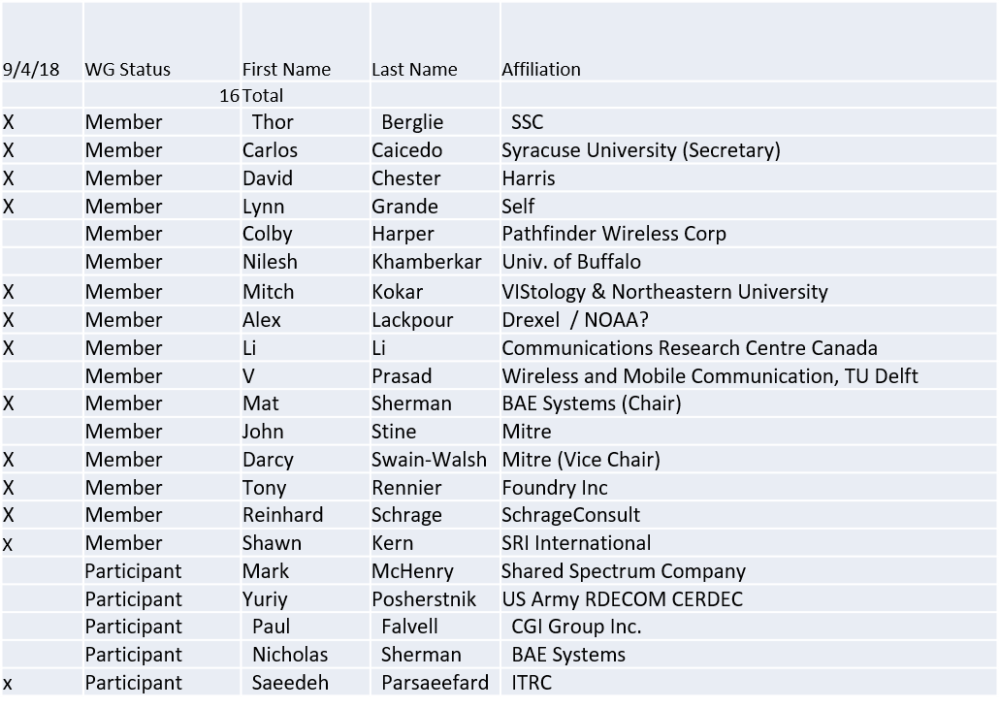 9/4/18 WG Status First Name Last Name Affiliation
16 Total
X Member Thor Berglie SSC
X Member Carlos Caicedo Syracuse University (Secretary)
X Member David Chester Harris
X Member Lynn Grande Self
Member Colby Harper Pathfinder Wireless Corp
Member Nilesh Khamberkar Univ. of Buffalo
X Member Mitch Kokar VIStology & Northeastern University
X Member Alex Lackpour Drexel / NOAA?
X Member Li Li Communications Research Centre Canada
Member V Prasad Wireless and Mobile Communication, TU Delft
X Member Mat Sherman BAE Systems (Chair)
Member John Stine Mitre
X Member Darcy Swain-Walsh Mitre (Vice Chair)
X Member Tony Rennier Foundry Inc
X Member Reinhard Schrage SchrageConsult
X Member Shawn Kern SRI International
Participant Mark McHenry Shared Spectrum Company
Participant Yuriy Posherstnik US Army RDECOM CERDEC
Participant Paul Falvell CGI Group Inc.
Participant Nicholas Sherman BAE Systems
x Participant Saeedeh Parsaeefard ITRC